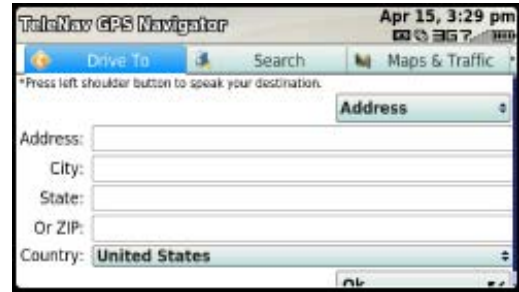 TeleNav GPS Navigator
Apr 15, 3:29 pm
3G
Drive To Search Maps & Traffic
*Press left shoulder button to speak your destination.
Address
Address:
City:
State:
Or ZIP:
Country: United States
Ok